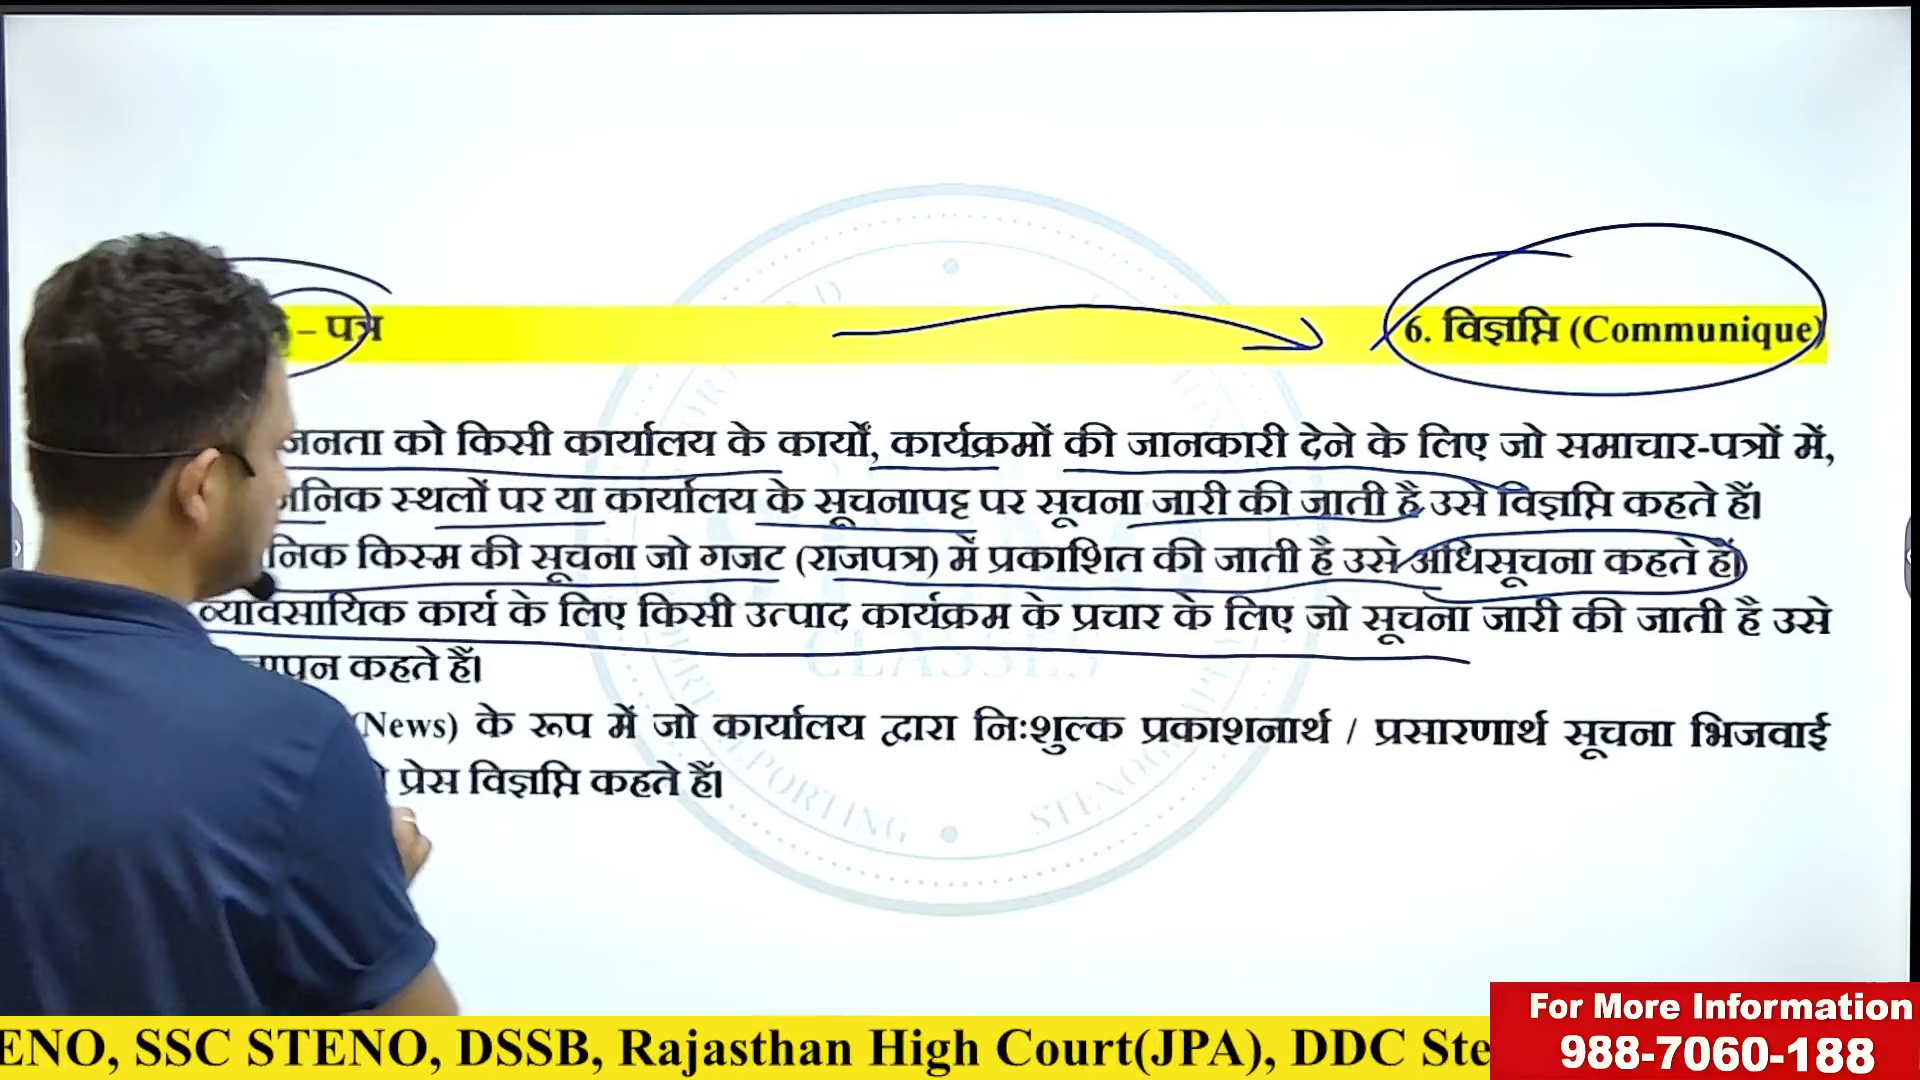 – पत्र
6. विज्ञप्ति (Communique)
जनता को किसी कार्यालय के कार्यों, कार्यक्रमों की जानकारी देने के लिए जो समाचार-पत्रों में,
स्थलों पर या कार्यालय के सूचनापट्ट पर सूचना जारी की जाती है उसे विज्ञप्ति कहते हैं।
किस्म की सूचना जो गजट (राजपत्र) में प्रकाशित की जाती है उसे अधिसूचना कहते हैं।
व्यावसायिक कार्य के लिए किसी उत्पाद कार्यक्रम के प्रचार के लिए जो सूचना जारी की जाती है उसे
कहते हैं।
(News) के रूप में जो कार्यालय द्वारा निःशुल्क प्रकाशनार्थ / प्रसारणार्थ सूचना भिजवाई
प्रेस विज्ञप्ति कहते हैं।
CLASSES
REPORTING
For More Information
ENO, SSC STENO, DSSB, Rajasthan High Court(JPA), DDC Ste
988-7060-188